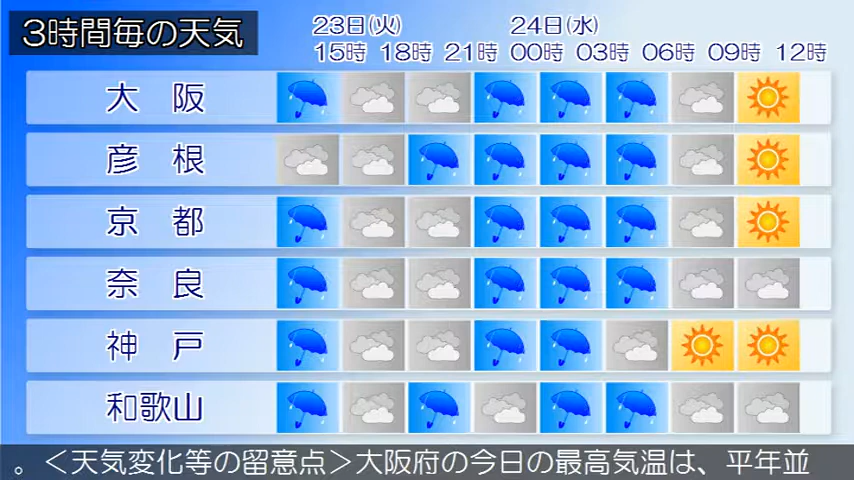 3時間毎の天気
23日(火) 24日(水)
15時 18時 21時 00時 03時 06時 09時 12時
大阪
彦根
京都
奈良
神戸
和歌山
。<天気変化等の留意点>大阪府の今日の最高気温は、平年並